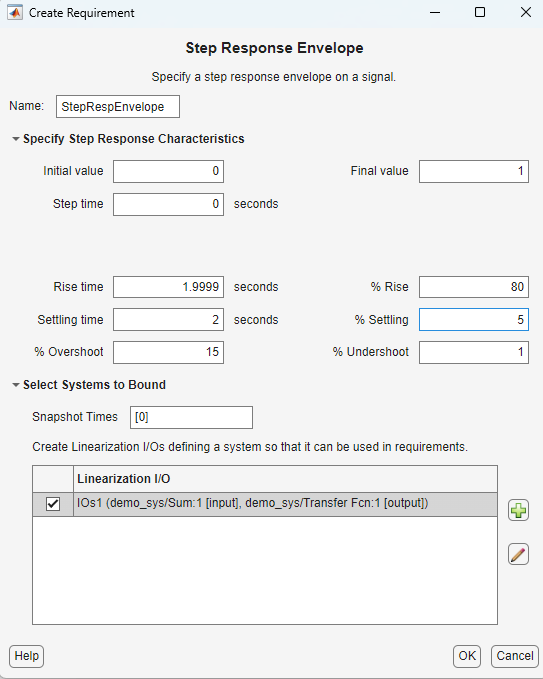 Create Requirement
Step Response Envelope
Specify a step response envelope on a signal.
Name: StepRespEnvelope
Specify Step Response Characteristics
Initial value 0 Final value 1
Step time 0 seconds
Rise time 1.9999 seconds % Rise 80
Settling time 2 seconds % Settling 5
% Overshoot 15 % Undershoot 1
Select Systems to Bound
Snapshot Times [0]
Create Linearization I/Os defining a system so that it can be used in requirements.
Linearization I/O
IOs1 (demo_sys/Sum:1 [input], demo_sys/Transfer Fcn:1 [output])
Help OK Cancel